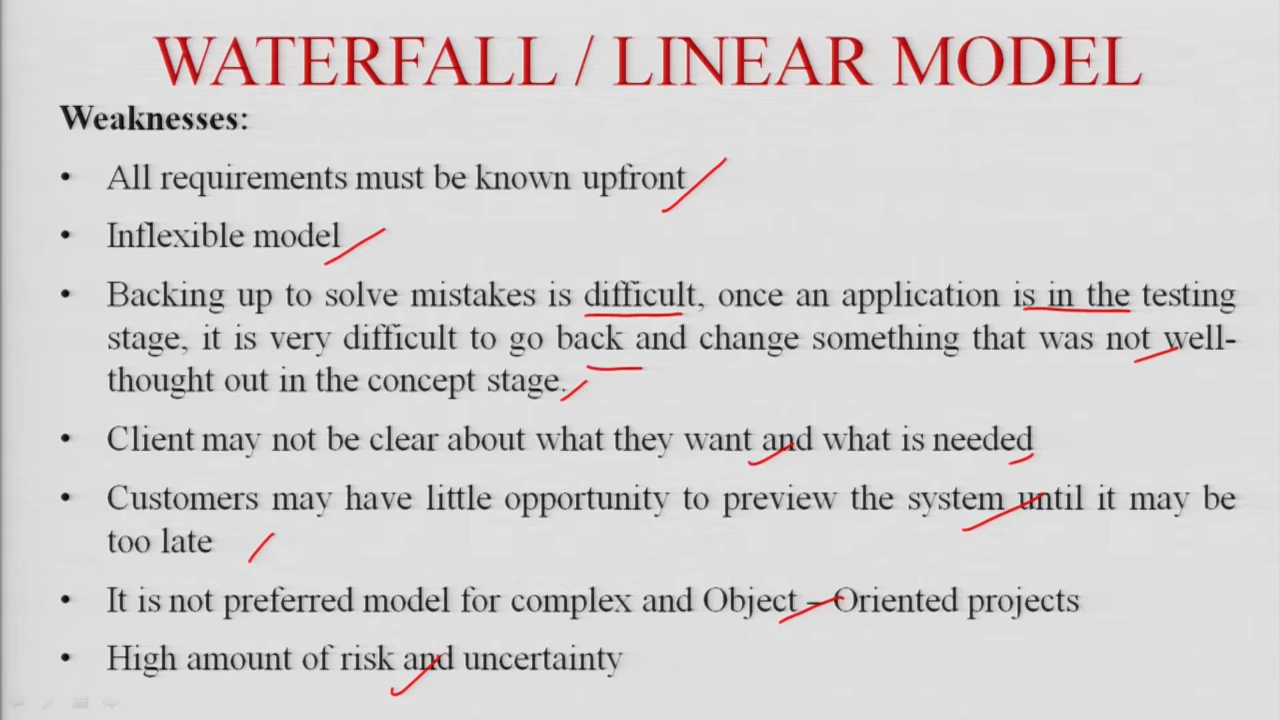 WATERFALL / LINEAR MODEL
Weaknesses:
• All requirements must be known upfront
• Inflexible model
• Backing up to solve mistakes is difficult, once an application is in the testing
stage, it is very difficult to go back and change something that was not well-
thought out in the concept stage.
• Client may not be clear about what they want and what is needed
• Customers may have little opportunity to preview the system until it may be
too late
• It is not preferred model for complex and Object – Oriented projects
• High amount of risk and uncertainty